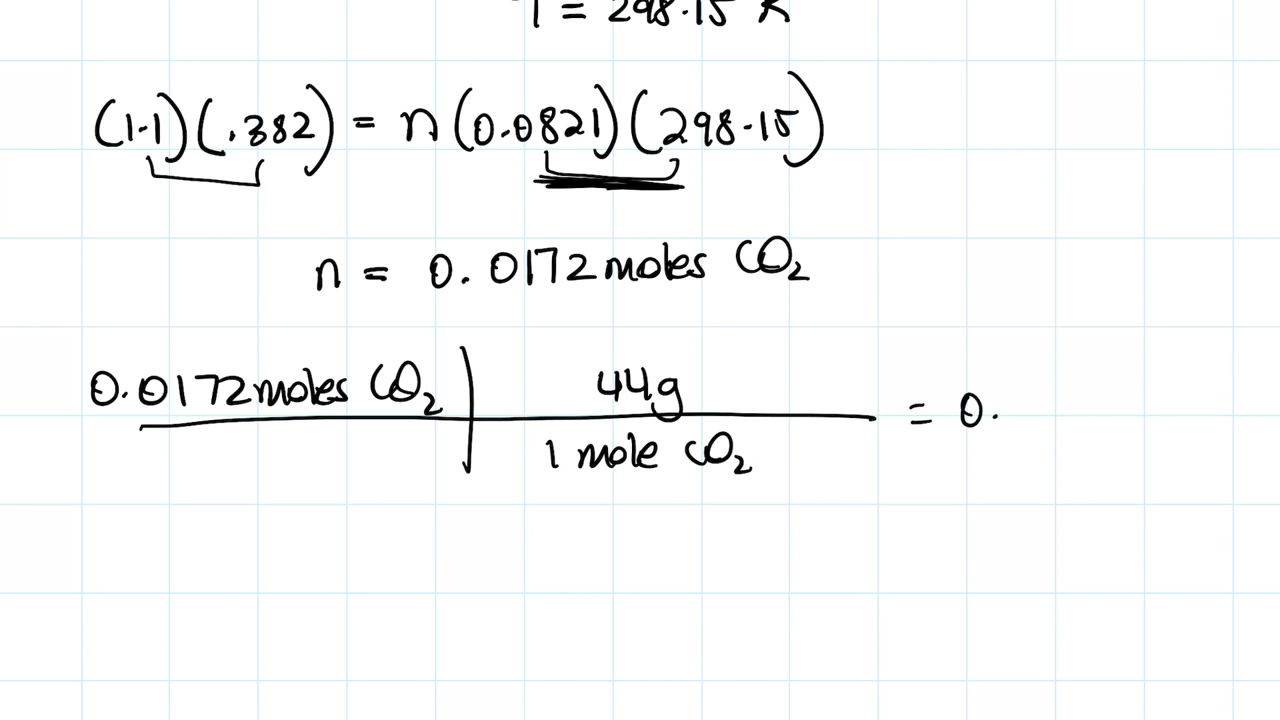 T = 298.15 K
(1.1)(.382) = n(0.0821)(298.15)
n = 0.0172 moles CO₂
0.0172 moles CO₂ | 44g = 0.
1 mole CO₂